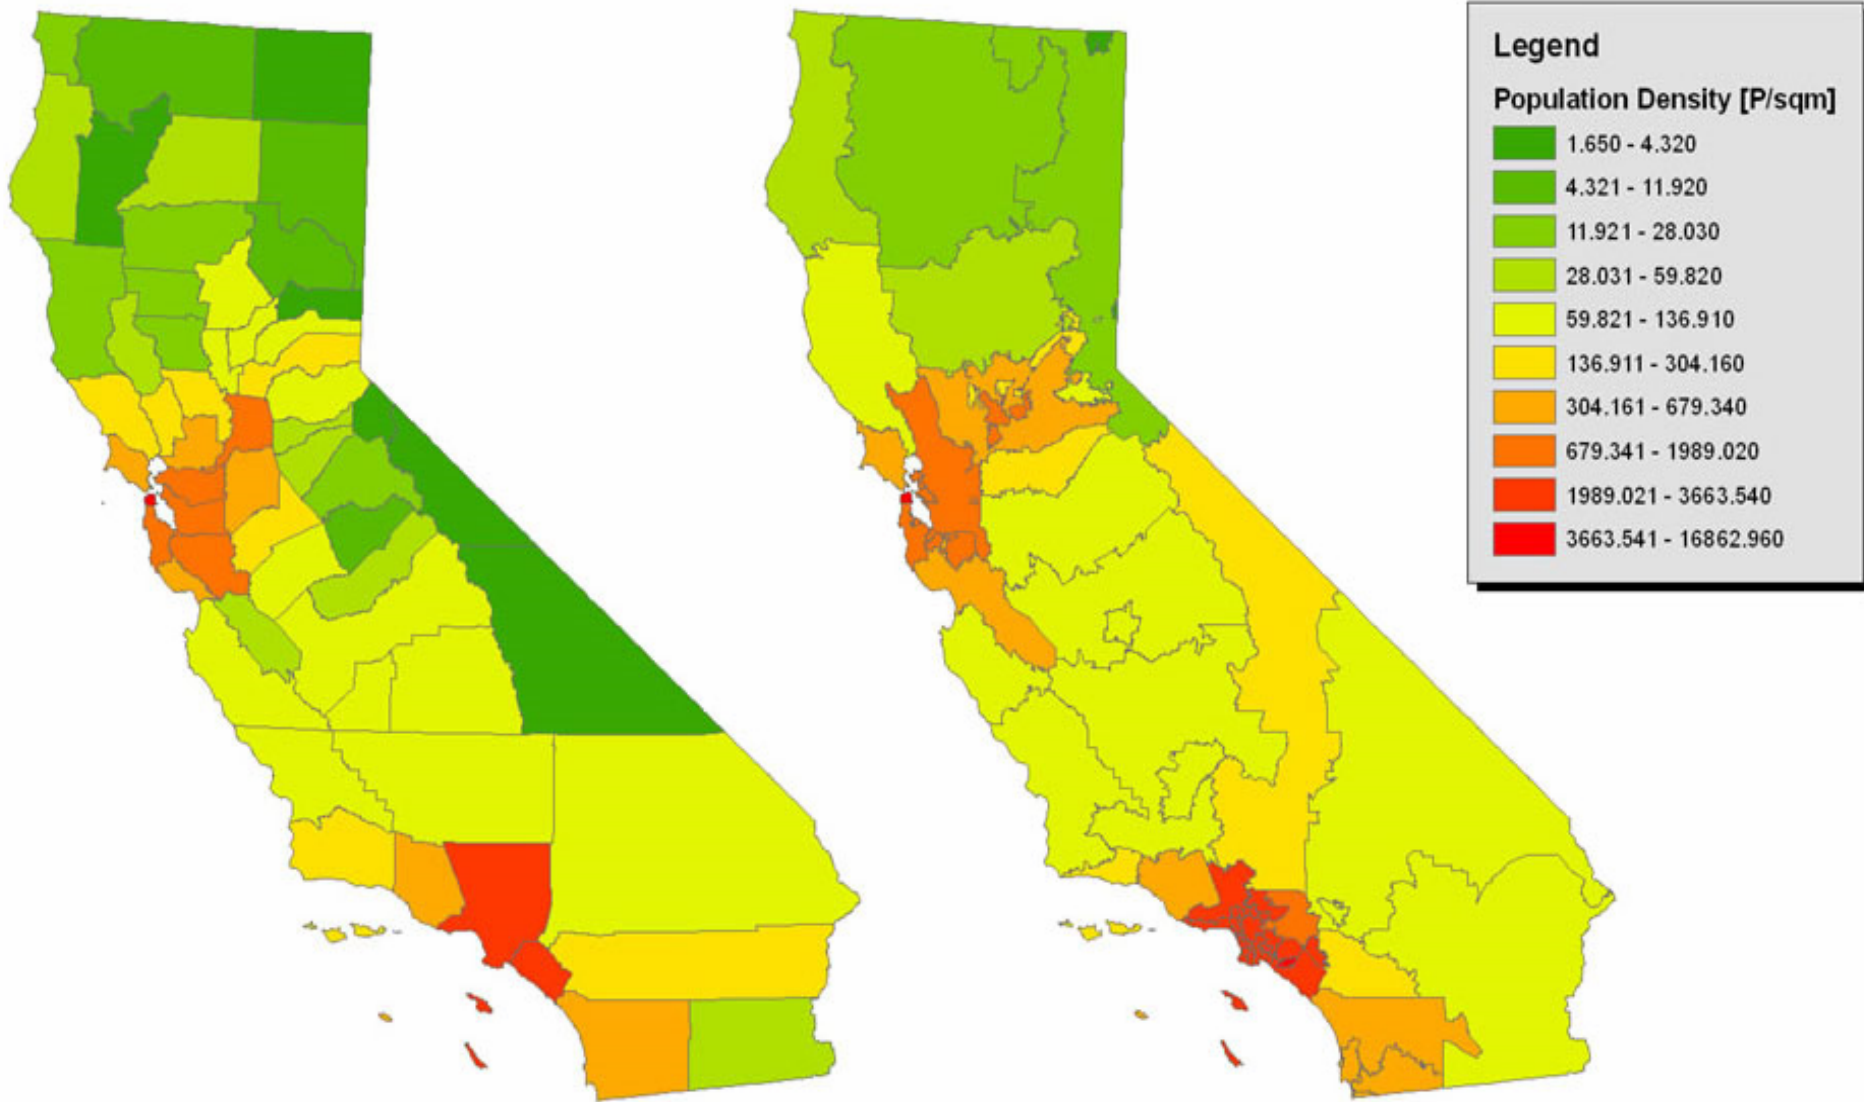 Legend
Population Density [P/sqm]
1.650 - 4.320
4.321 - 11.920
11.921 - 28.030
28.031 - 59.820
59.821 - 136.910
136.911 - 304.160
304.161 - 679.340
679.341 - 1989.020
1989.021 - 3663.540
3663.541 - 16862.960